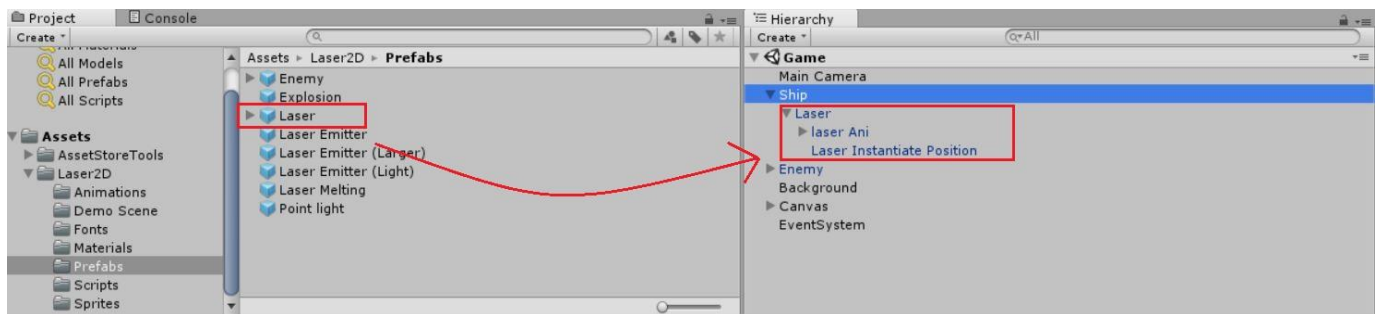 Project
Console
Create
All Models
All Prefabs
All Scripts
Assets
AssetStoreTools
Laser2D
Animations
Demo Scene
Fonts
Materials
Prefabs
Scripts
Sprites
Assets Laser2D Prefabs
Enemy
Explosion
Laser
Laser Emitter
Laser Emitter (Larger)
Laser Emitter (Light)
Laser Melting
Point light
Hierarchy
Create
All
Game
Main Camera
Ship
Laser
laser Ani
Laser Instantiate Position
Enemy
Background
Canvas
EventSystem